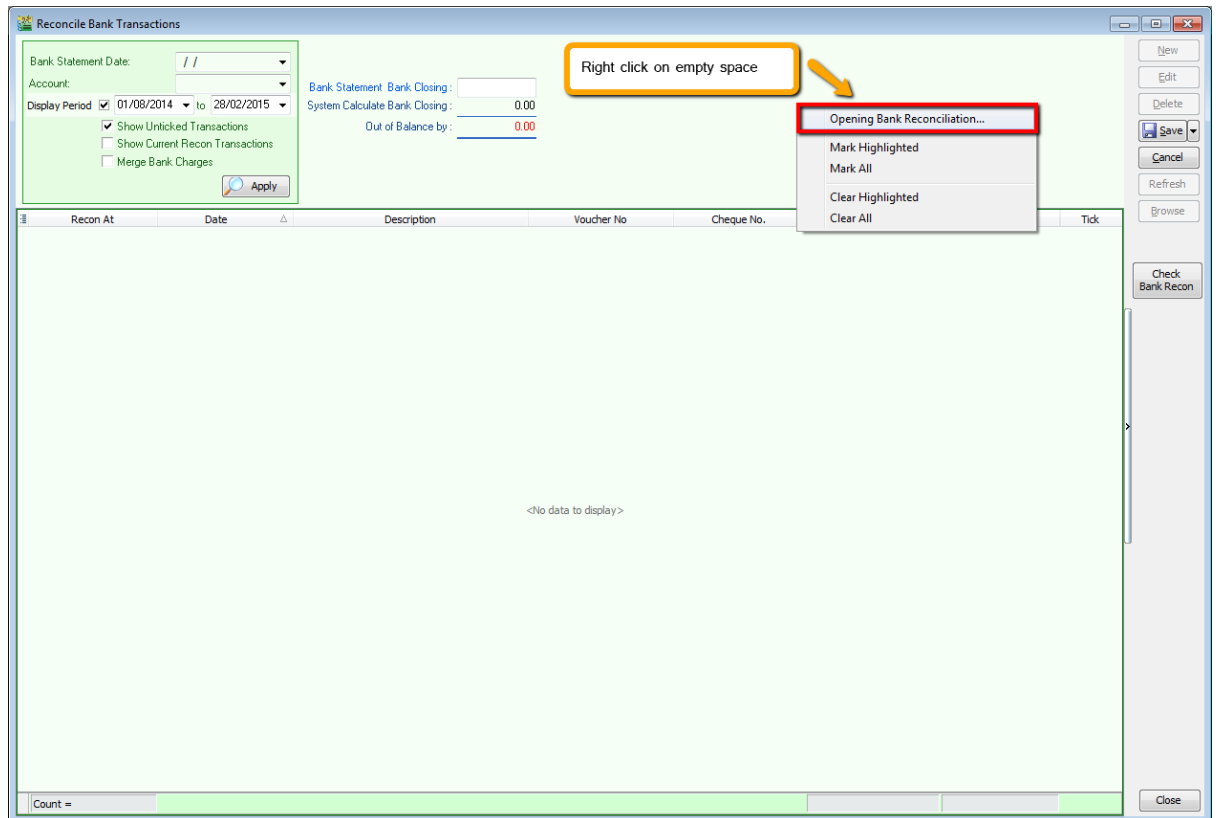 Reconcile Bank Transactions
Bank Statement Date: / /
Account:
Display Period 01/08/2014 to 28/02/2015
Show Unticked Transactions
Show Current Recon Transactions
Merge Bank Charges
Apply
Bank Statement Bank Closing :
System Calculate Bank Closing : 0.00
Out of Balance by : 0.00
Right click on empty space
Opening Bank Reconciliation...
Mark Highlighted
Mark All
Clear Highlighted
Clear All
New
Edit
Delete
Save
Cancel
Refresh
Browse
Recon At Date Description Voucher No Cheque No. Tick
Check
Bank Recon
<No data to display>
Count =
Close